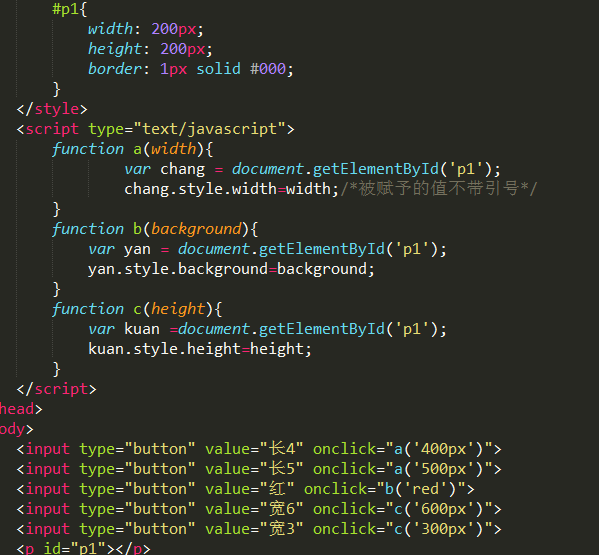 #p1{
width: 200px;
height: 200px;
border: 1px solid #000;
}
</style>
<script type="text/javascript">
function a(width){
var chang = document.getElementById('p1');
chang.style.width=width;/*被赋予的值不带引号*/
}
function b(background){
var yan = document.getElementById('p1');
yan.style.background=background;
}
function c(height){
var kuan =document.getElementById('p1');
kuan.style.height=height;
}
</script>
head>
ody>
<input type="button" value="长4" onclick="a('400px')">
<input type="button" value="长5" onclick="a('500px')">
<input type="button" value="红" onclick="b('red')">
<input type="button" value="宽6" onclick="c('600px')">
<input type="button" value="宽3" onclick="c('300px')">
<p id="p1"></p>